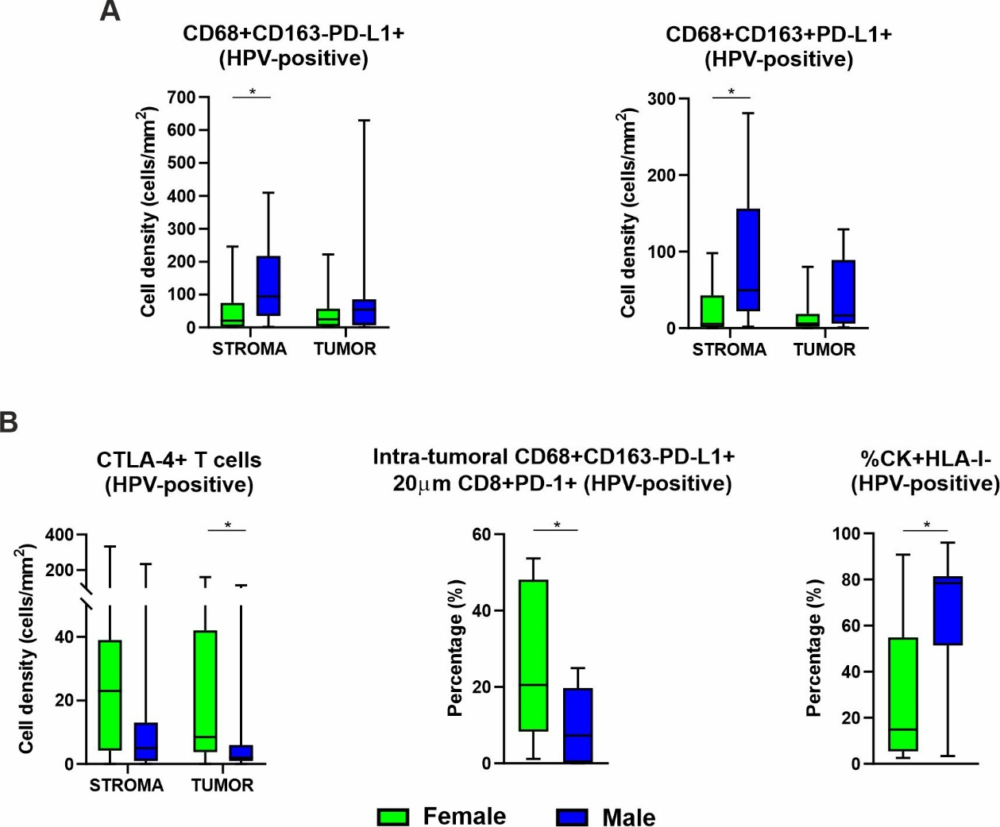 A
CD68+CD163-PD-L1+
(HPV-positive)
CD68+CD163+PD-L1+
(HPV-positive)
Cell density (cells/mm2)
700
600
500
400
300
200
100
0
*
STROMA
TUMOR
Cell density (cells/mm2)
300
200
100
0
*
STROMA
TUMOR
B
CTLA-4+ T cells
(HPV-positive)
Intra-tumoral CD68+CD163-PD-L1+
20μm CD8+PD-1+ (HPV-positive)
%CK+HLA-I-
(HPV-positive)
Cell density (cells/mm2)
400
200
40
20
0
*
STROMA
TUMOR
Percentage (%)
60
40
20
0
*
Percentage (%)
100
80
60
40
20
0
*
Female
Male